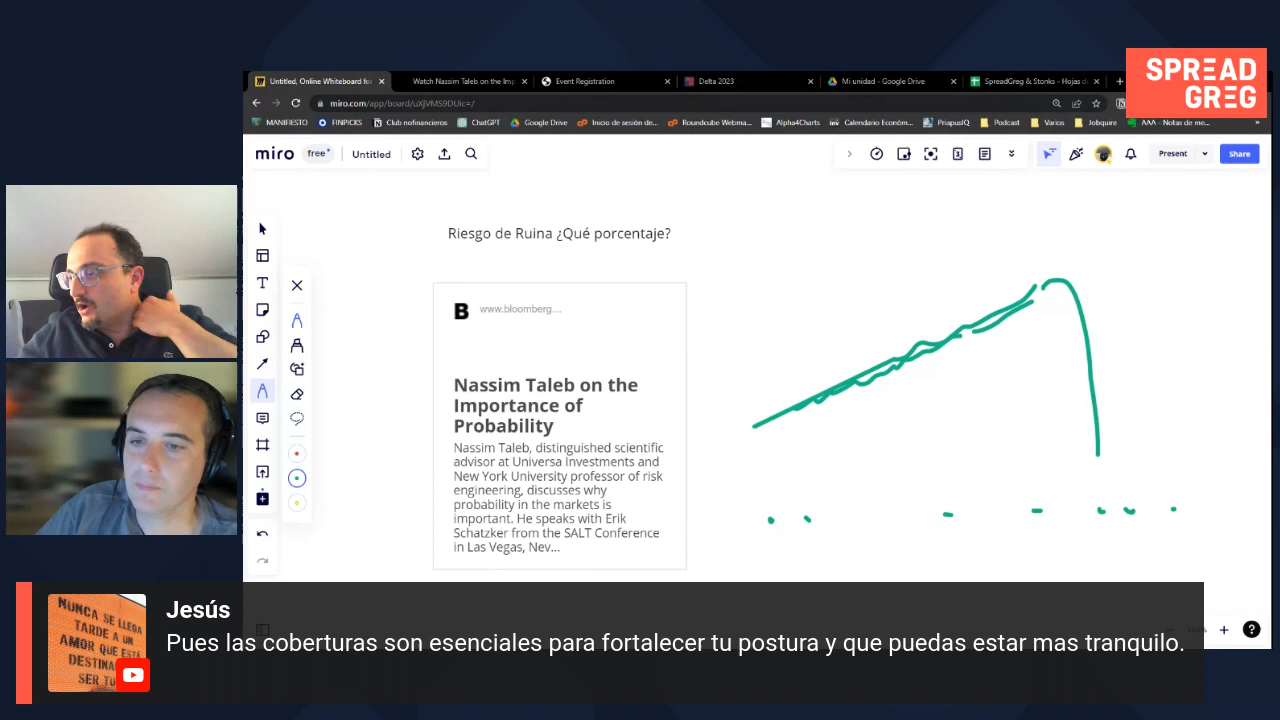 SPREAD
GREG
Untitled, Online Whiteboard for
Watch Nassim Taleb on the Im
Event Registration
Delta 2023
Mi unidad - Google Drive
SpreadGreg & Stonks - Hojas d
miro.com/app/board/uXjVMS9DUic=/
MANIFIESTO
FINPICKS
Club nofinancieros
ChatGPT
Google Drive
Inicio de sesión de...
Roundcube Webma...
Alpha4Charts
Calendario Económ...
PriapusIQ
Podcast
Varios
Jobquire
AAA - Notas de me...
miro
free
Untitled
Present
Share
Riesgo de Ruina ¿Qué porcentaje?
B
www.bloomberg...
Nassim Taleb on the
Importance of
Probability
Nassim Taleb, distinguished scientific
advisor at Universa Investments and
New York University professor of risk
engineering, discusses why
probability in the markets is
important. He speaks with Erik
Schatzker from the SALT Conference
in Las Vegas, Nev...
NUNCA SE LLEGA
TARDE A UN
AMOR QUE ESTÁ
DESTINA
SER TU
Jesús
Pues las coberturas son esenciales para fortalecer tu postura y que puedas estar mas tranquilo.